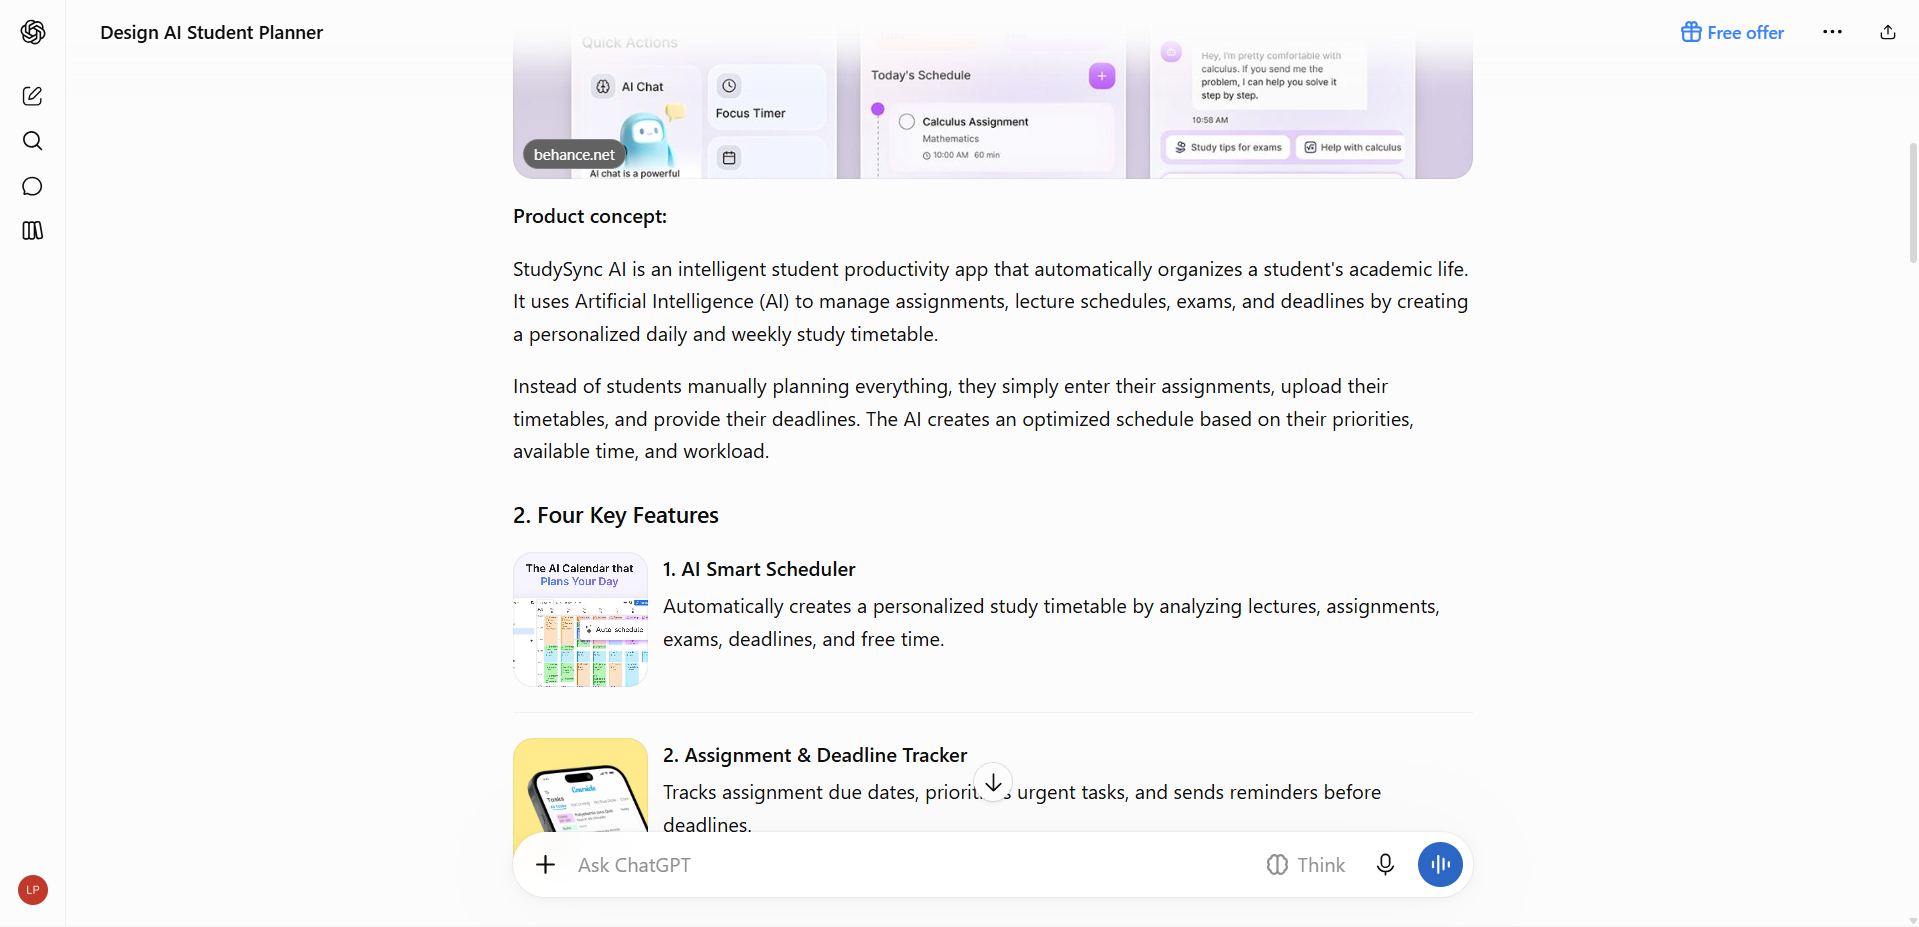 Design AI Student Planner
Free offer
Quick Actions
AI Chat
Focus Timer
AI chat is a powerful
behance.net
Today's Schedule
Calculus Assignment
Mathematics
10:00 AM 60 min
Hey, I'm pretty comfortable with
calculus. If you send me the
problem, I can help you solve it
step by step.
10:58 AM
Study tips for exams
Help with calculus
Product concept:
StudySync AI is an intelligent student productivity app that automatically organizes a student's academic life.
It uses Artificial Intelligence (AI) to manage assignments, lecture schedules, exams, and deadlines by creating
a personalized daily and weekly study timetable.
Instead of students manually planning everything, they simply enter their assignments, upload their
timetables, and provide their deadlines. The AI creates an optimized schedule based on their priorities,
available time, and workload.
2. Four Key Features
The AI Calendar that
Plans Your Day
Auto-schedule
1. AI Smart Scheduler
Automatically creates a personalized study timetable by analyzing lectures, assignments,
exams, deadlines, and free time.
Tasks
2. Assignment & Deadline Tracker
Tracks assignment due dates, urgent tasks, and sends reminders before
deadlines.
Ask ChatGPT
Think
LP